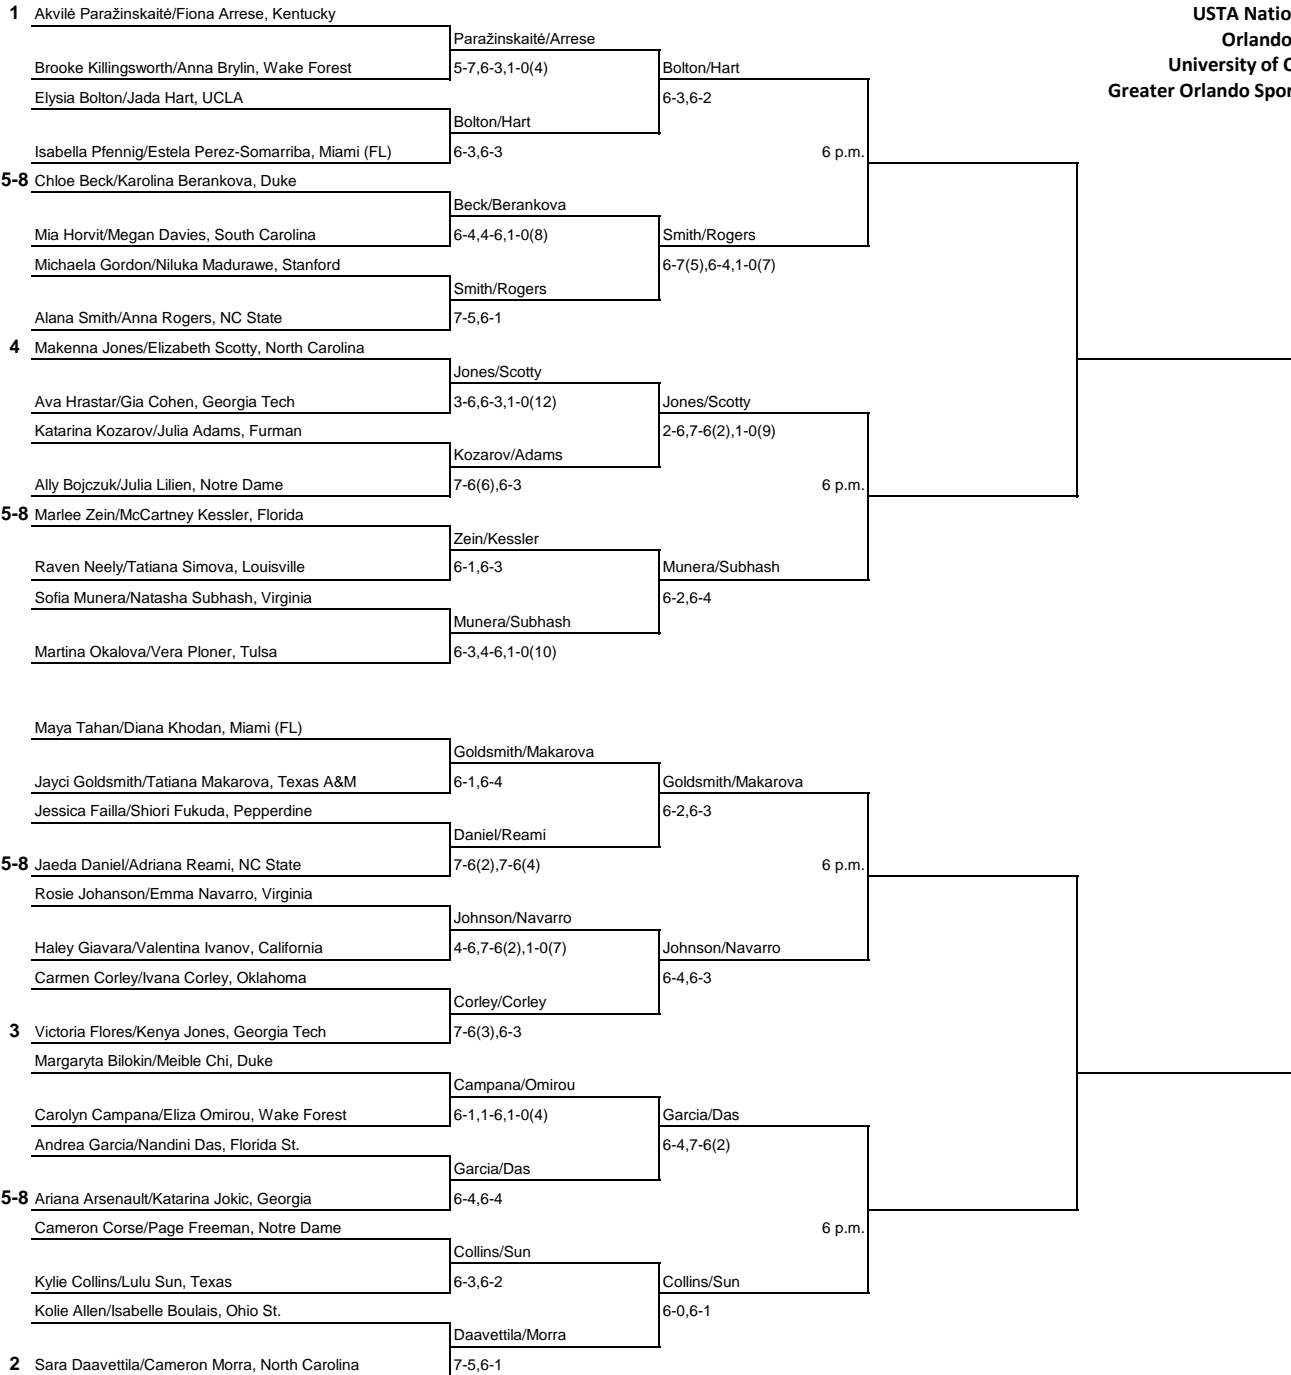 USTA Natio
Orlando
University of C
Greater Orlando Spor
1 Akvilė Paražinskaitė/Fiona Arrese, Kentucky
Paražinskaitė/Arrese
Brooke Killingsworth/Anna Brylin, Wake Forest
5-7,6-3,1-0(4)
Bolton/Hart
Elysia Bolton/Jada Hart, UCLA
6-3,6-2
Bolton/Hart
Isabella Pfennig/Estela Perez-Somarriba, Miami (FL)
6-3,6-3
6 p.m.
5-8 Chloe Beck/Karolina Berankova, Duke
Beck/Berankova
Mia Horvit/Megan Davies, South Carolina
6-4,4-6,1-0(8)
Smith/Rogers
Michaela Gordon/Niluka Madurawe, Stanford
6-7(5),6-4,1-0(7)
Smith/Rogers
Alana Smith/Anna Rogers, NC State
7-5,6-1
4 Makenna Jones/Elizabeth Scotty, North Carolina
Jones/Scotty
Ava Hrastar/Gia Cohen, Georgia Tech
3-6,6-3,1-0(12)
Jones/Scotty
Katarina Kozarov/Julia Adams, Furman
2-6,7-6(2),1-0(9)
Kozarov/Adams
Ally Bojczuk/Julia Lilien, Notre Dame
7-6(6),6-3
6 p.m.
5-8 Marlee Zein/McCartney Kessler, Florida
Zein/Kessler
Raven Neely/Tatiana Simova, Louisville
6-1,6-3
Munera/Subhash
Sofia Munera/Natasha Subhash, Virginia
6-2,6-4
Munera/Subhash
Martina Okalova/Vera Ploner, Tulsa
6-3,4-6,1-0(10)
Maya Tahan/Diana Khodan, Miami (FL)
Goldsmith/Makarova
Jayci Goldsmith/Tatiana Makarova, Texas A&M
6-1,6-4
Goldsmith/Makarova
Jessica Failla/Shiori Fukuda, Pepperdine
6-2,6-3
Daniel/Reami
5-8 Jaeda Daniel/Adriana Reami, NC State
7-6(2),7-6(4)
6 p.m.
Rosie Johanson/Emma Navarro, Virginia
Johnson/Navarro
Haley Giavara/Valentina Ivanov, California
4-6,7-6(2),1-0(7)
Johnson/Navarro
Carmen Corley/Ivana Corley, Oklahoma
6-4,6-3
Corley/Corley
3 Victoria Flores/Kenya Jones, Georgia Tech
7-6(3),6-3
Margaryta Bilokin/Meible Chi, Duke
Campana/Omirou
Carolyn Campana/Eliza Omirou, Wake Forest
6-1,1-6,1-0(4)
Garcia/Das
Andrea Garcia/Nandini Das, Florida St.
6-4,7-6(2)
Garcia/Das
5-8 Ariana Arsenault/Katarina Jokic, Georgia
6-4,6-4
Cameron Corse/Page Freeman, Notre Dame
6 p.m.
Collins/Sun
Kylie Collins/Lulu Sun, Texas
6-3,6-2
Collins/Sun
Kolie Allen/Isabelle Boulais, Ohio St.
6-0,6-1
Daavettila/Morra
2 Sara Daavettila/Cameron Morra, North Carolina
7-5,6-1